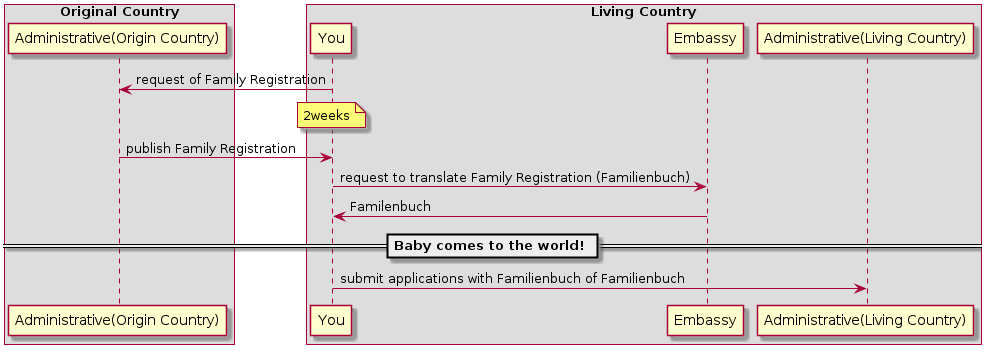 Original Country
Living Country
Administrative(Origin Country)
You
Embassy
Administrative(Living Country)
request of Family Registration
2weeks
publish Family Registration
request to translate Family Registration (Familienbuch)
Familenbuch
Baby comes to the world!
submit applications with Familienbuch of Familienbuch
Administrative(Origin Country)
You
Embassy
Administrative(Living Country)